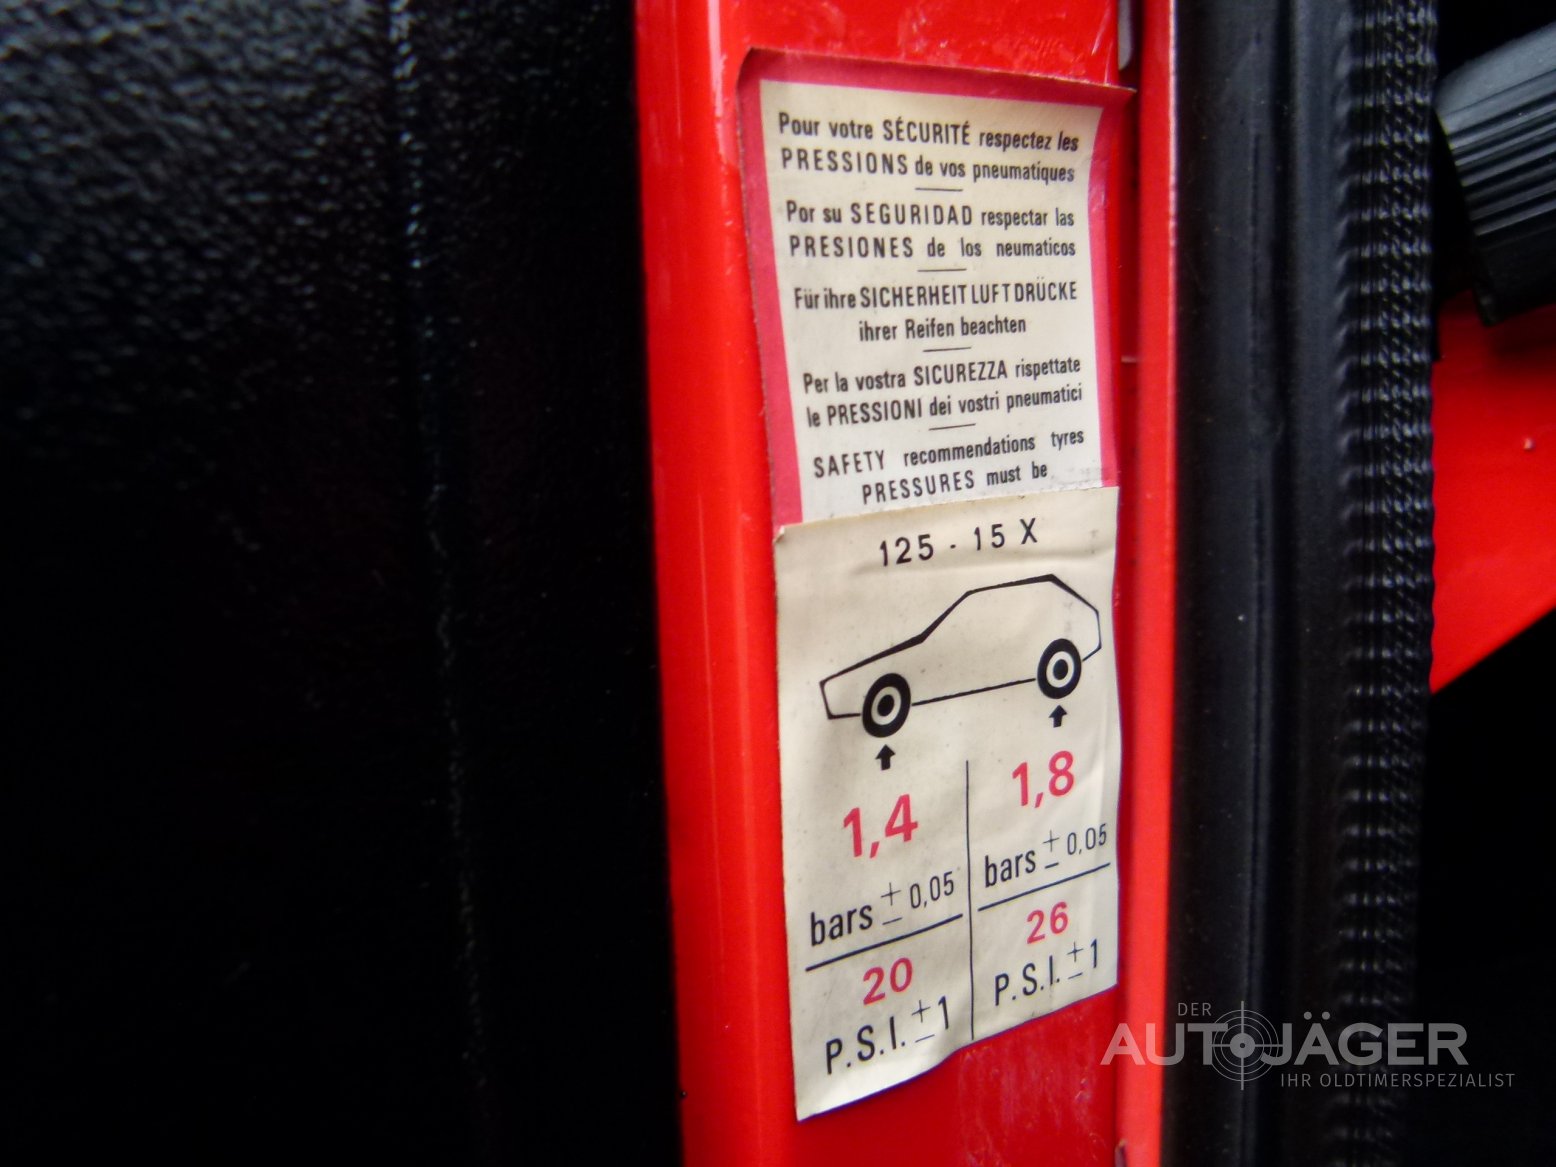 Pour votre SÉCURITÉ respectez les
PRESSIONS de vos pneumatiques
Por su SEGURIDAD respectar las
PRESIONES de los neumaticos
Für ihre SICHERHEIT LUFTDRÜCKE
ihrer Reifen beachten
Per la vostra SICUREZZA rispettate
le PRESSIONI dei vostri pneumatici
SAFETY recommendations tyres
PRESSURES must be
125 - 15 X
1,4
bars ± 0,05
20
P.S.I. ± 1
1,8
bars ± 0,05
26
P.S.I. ± 1
DER
AUTOJÄGER
IHR OLDTIMERSPEZIALIST